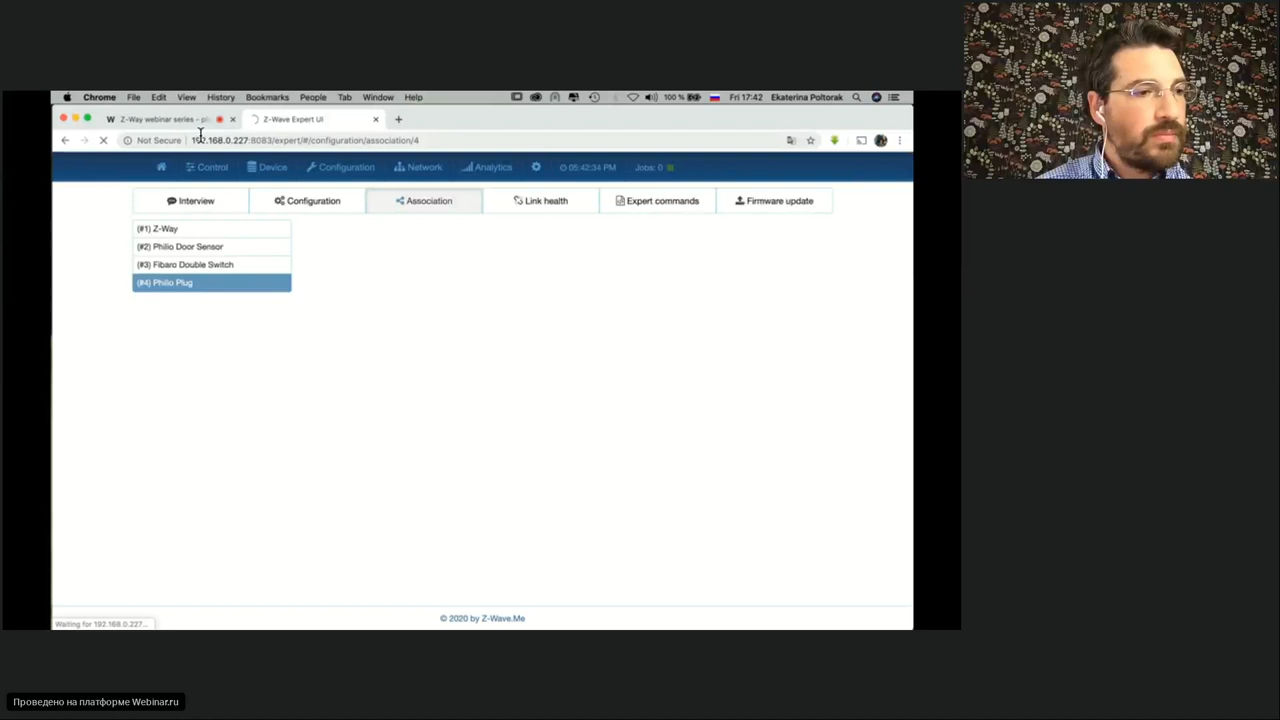 Chrome File Edit View History Bookmarks People Tab Window Help 100 % Fri 17:42 Ekaterina Poltorak
Z-Way webinar series - pl Z-Wave Expert UI
Not Secure 192.168.0.227:8083/expert/#/configuration/association/4
Control Device Configuration Network Analytics 05:42:34 PM Jobs: 0
Interview Configuration Association Link health Expert commands Firmware update
(#1) Z-Way
(#2) Philio Door Sensor
(#3) Fibaro Double Switch
(#4) Philio Plug
© 2020 by Z-Wave.Me
Waiting for 192.168.0.227...
Проведено на платформе Webinar.ru